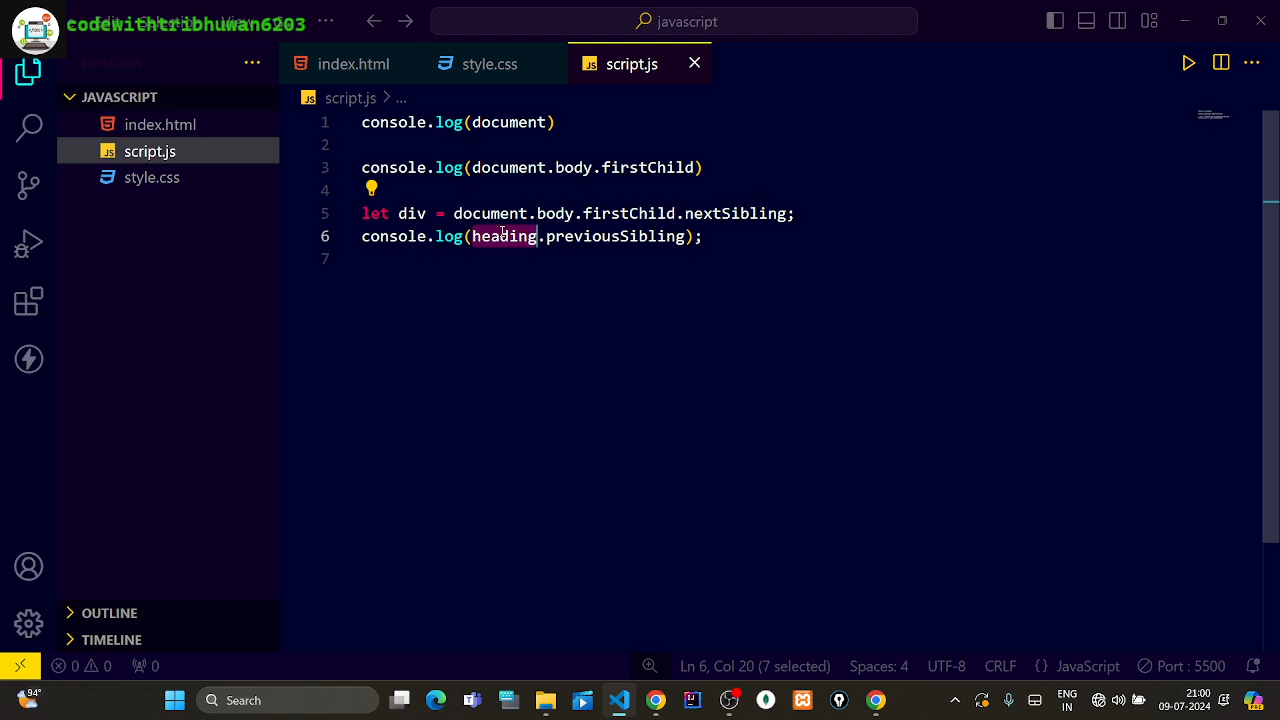 codewithtribhuwan6203
javascript
EXPLORER
index.html
style.css
script.js
JAVASCRIPT
script.js > ...
index.html
script.js
style.css
1 console.log(document)
2
3 console.log(document.body.firstChild)
4
5 let div = document.body.firstChild.nextSibling;
6 console.log(heading.previousSibling);
7
OUTLINE
TIMELINE
0 0 0
Ln 6, Col 20 (7 selected)
Spaces: 4
UTF-8
CRLF
{} JavaScript
Port : 5500
94°
Search
ENG
IN
21:00
09-07-2024